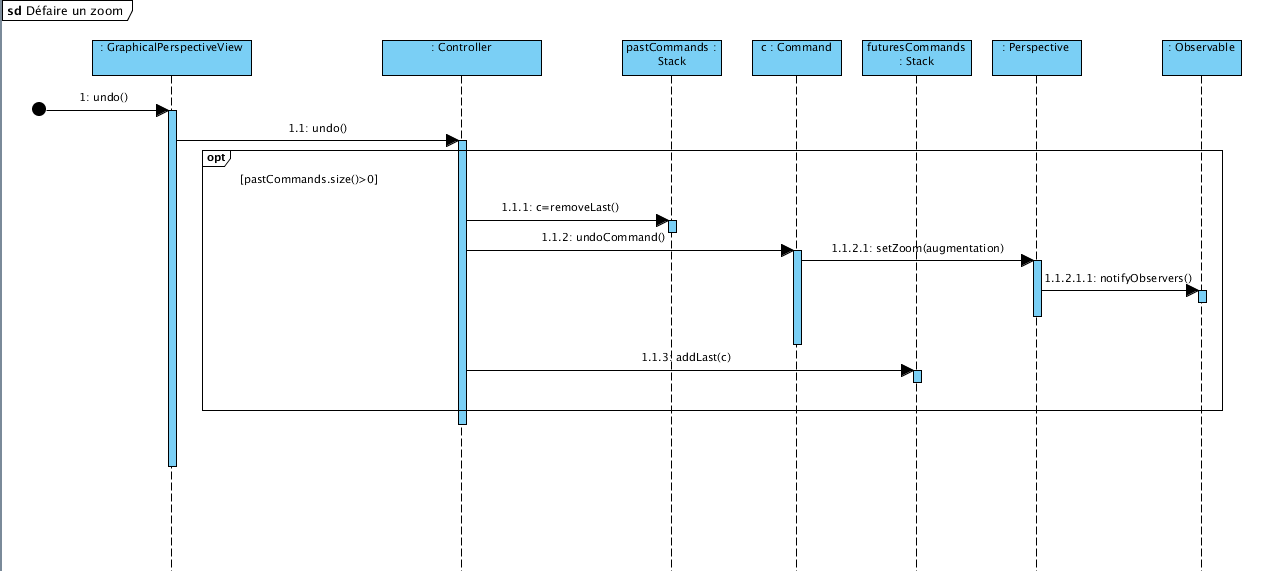 sd Défaire un zoom
: GraphicalPerspectiveView
: Controller
pastCommands :
Stack
c : Command
futuresCommands
: Stack
: Perspective
: Observable
1: undo()
1.1: undo()
opt
[pastCommands.size()>0]
1.1.1: c=removeLast()
1.1.2: undoCommand()
1.1.2.1: setZoom(augmentation)
1.1.2.1.1: notifyObservers()
1.1.3: addLast(c)